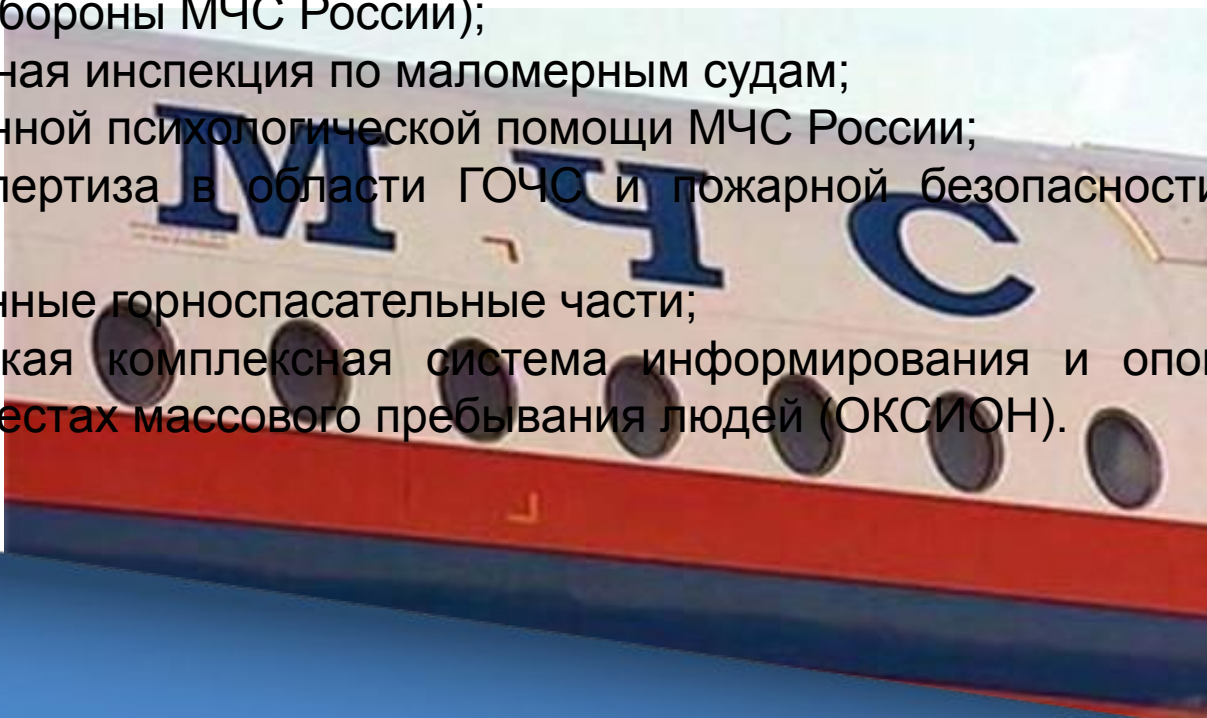 бороны МЧС России);
ная инспекция по маломерным судам;
нной психологической помощи МЧС России;
пертиза в области ГОЧС и пожарной безопасности
нные горноспасательные части;
кая комплексная система информирования и опо
естах массового пребывания людей (ОКСИОН).
МЧС